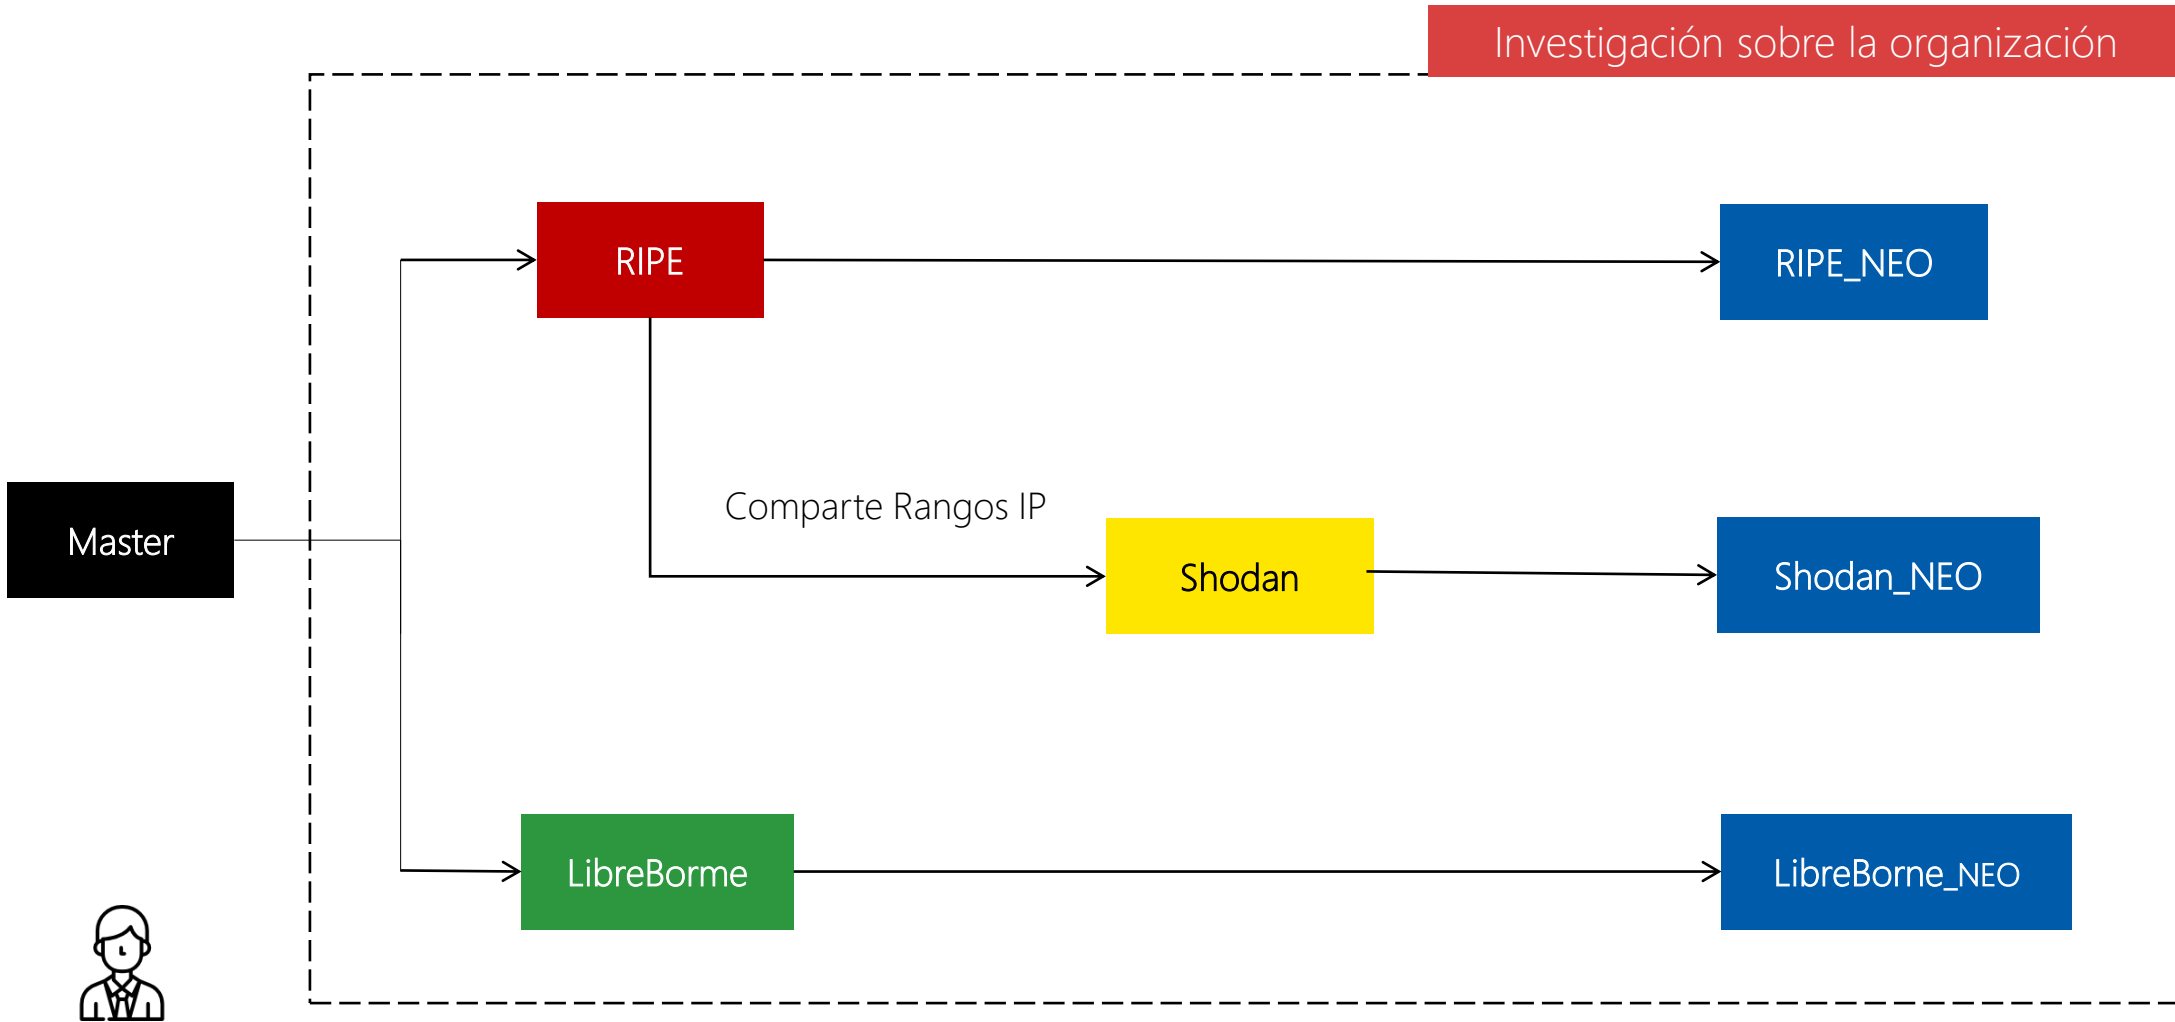 Investigación sobre la organización
RIPE
RIPE_NEO
Comparte Rangos IP
Master
Shodan
Shodan_NEO
LibreBorme
LibreBorne_NEO